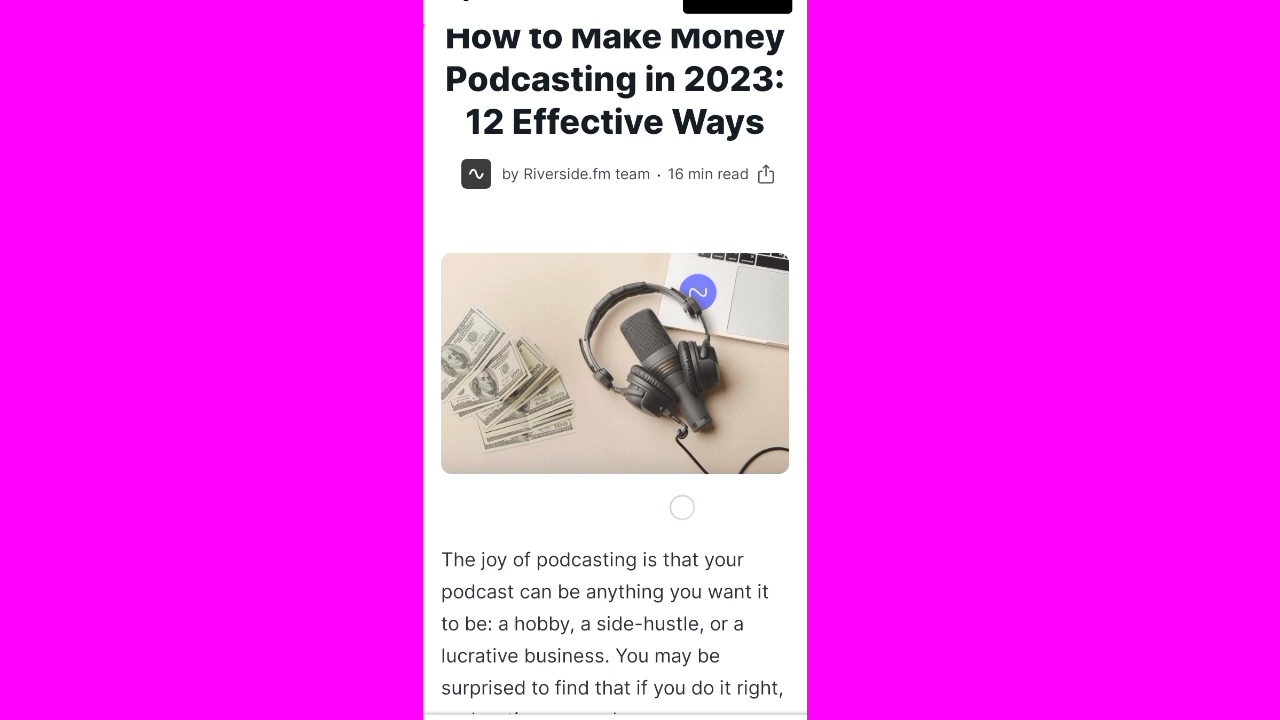 How to Make Money
Podcasting in 2023:
12 Effective Ways
by Riverside.fm team · 16 min read
The joy of podcasting is that your
podcast can be anything you want it
to be: a hobby, a side-hustle, or a
lucrative business. You may be
surprised to find that if you do it right,